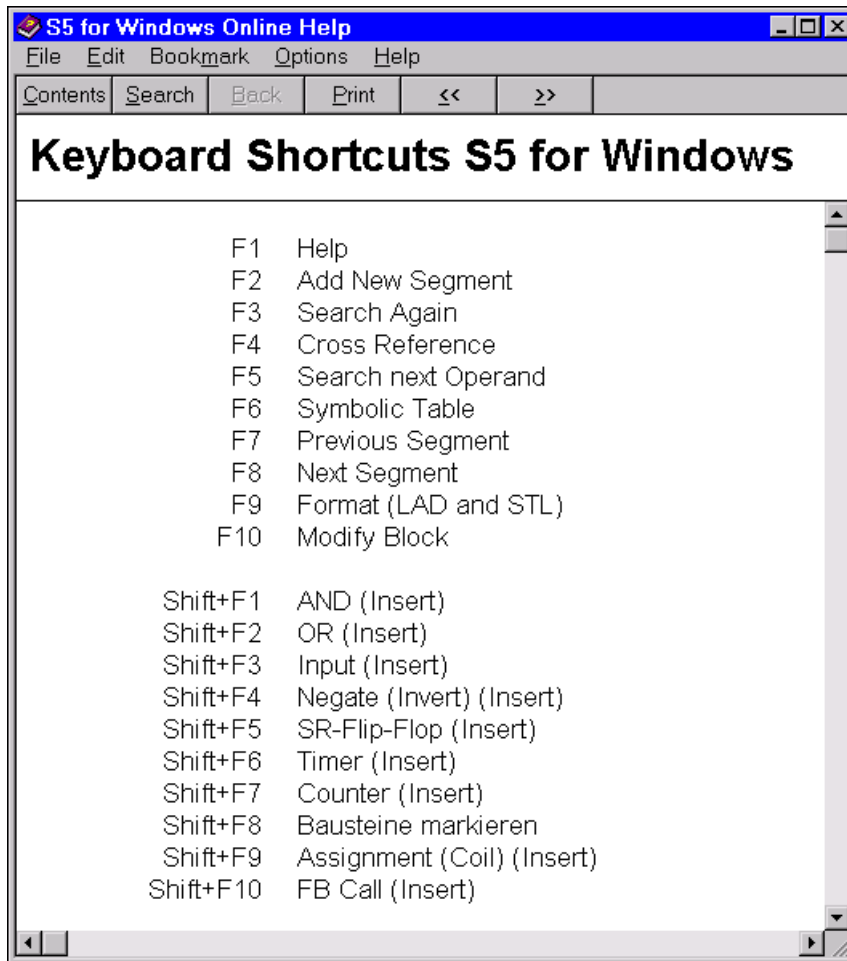 S5 for Windows Online Help
File Edit Bookmark Options Help
Contents Search Back Print << >>
Keyboard Shortcuts S5 for Windows
F1 Help
F2 Add New Segment
F3 Search Again
F4 Cross Reference
F5 Search next Operand
F6 Symbolic Table
F7 Previous Segment
F8 Next Segment
F9 Format (LAD and STL)
F10 Modify Block
Shift+F1 AND (Insert)
Shift+F2 OR (Insert)
Shift+F3 Input (Insert)
Shift+F4 Negate (Invert) (Insert)
Shift+F5 SR-Flip-Flop (Insert)
Shift+F6 Timer (Insert)
Shift+F7 Counter (Insert)
Shift+F8 Bausteine markieren
Shift+F9 Assignment (Coil) (Insert)
Shift+F10 FB Call (Insert)